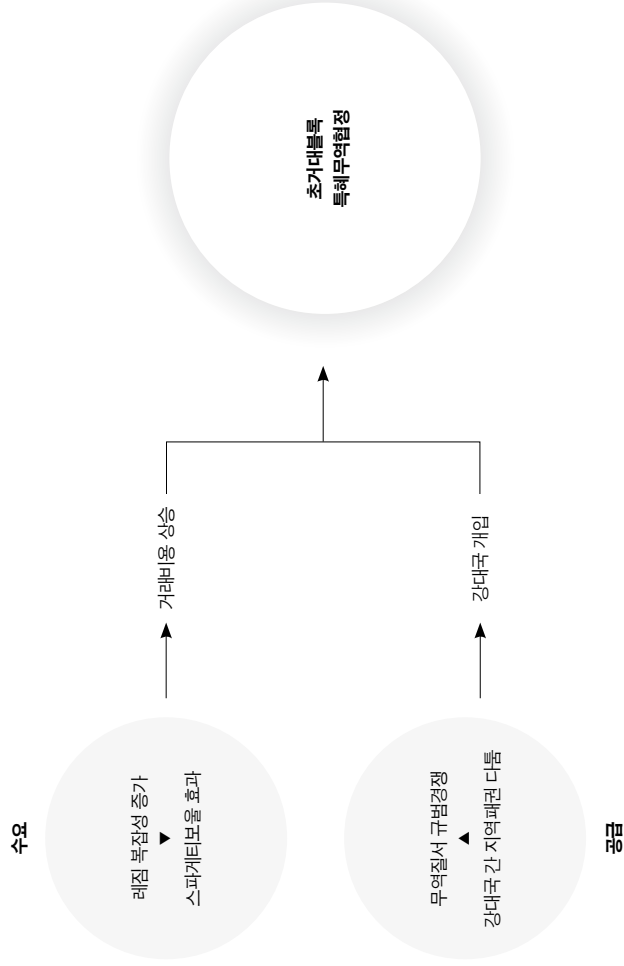 수요
레짐 복잡성 증가
스파게티보울 효과
거래비용 상승
무역질서 규범경쟁
강대국 간 지역패권 다툼
공급
강대국 개입
초거대블록
특혜무역협정